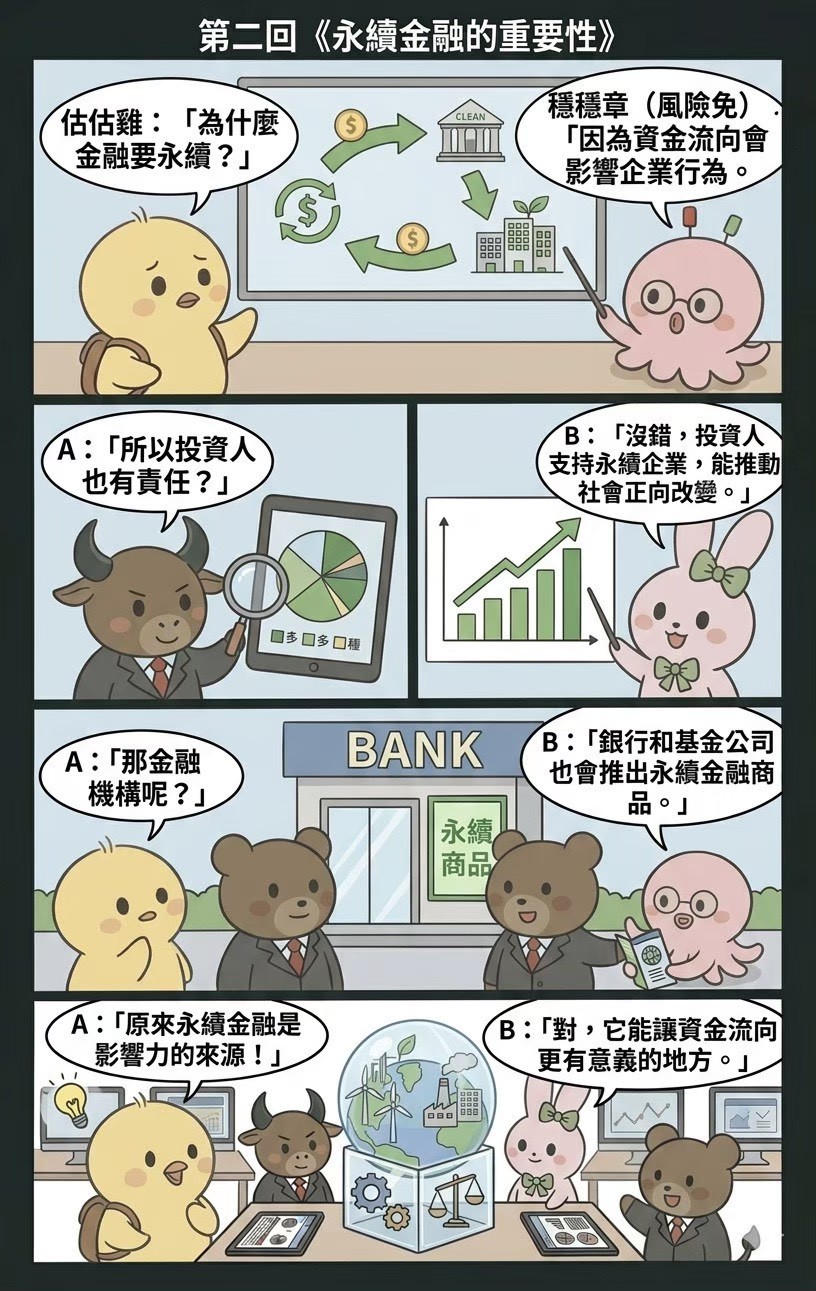 第二回《永續金融的重要性》
估估雞：「為什麼
金融要永續？」
穩穩章（風險免）.
「因為資金流向會
影響企業行為。
CLEAN
$
$
$
A：「所以投資人
也有責任？」
多 多 種
B：「沒錯，投資人
支持永續企業，能推動
社會正向改變。」
A：「那金融
機構呢？」
BANK
永續
商品
B：「銀行和基金公司
也會推出永續金融商
品。」
A：「原來永續金融是
影響力的來源！」
B：「對，它能讓資金流向
更有意義的地方。」